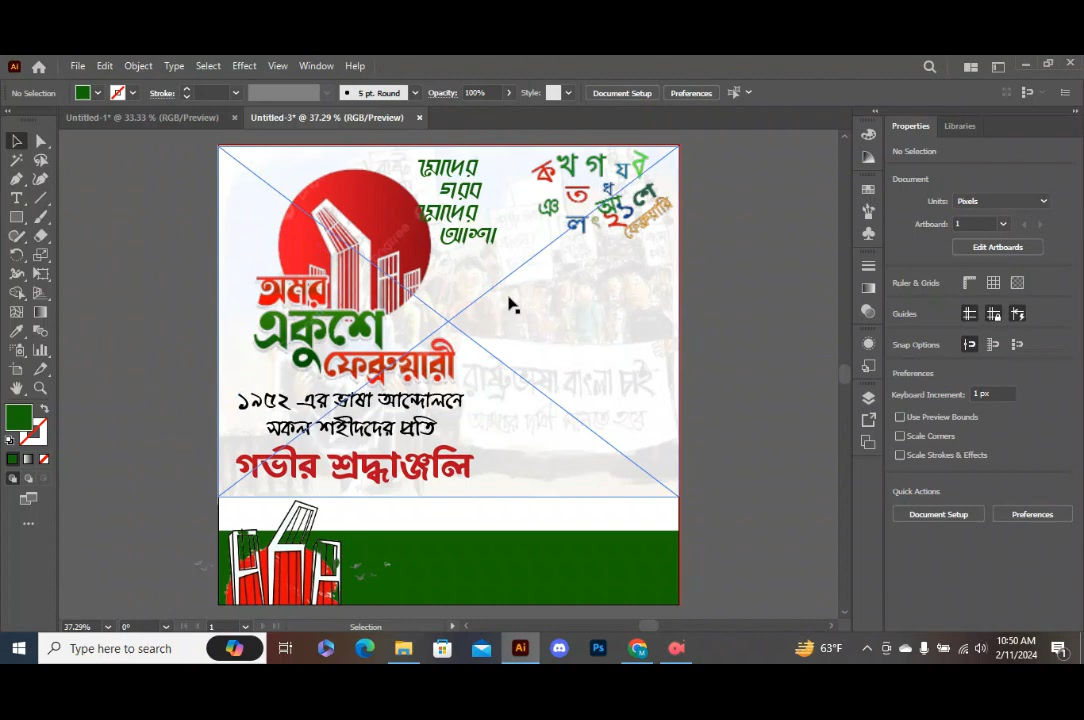 File Edit Object Type Select Effect View Window Help
No Selection
Stroke:
5 pt. Round
Opacity: 100%
Style:
Document Setup
Preferences
Untitled-1* @ 33.33 % (RGB/Preview)
Untitled-3* @ 37.29 % (RGB/Preview)
মোদের
গরব
মোদের
আশা
ক খ গ য র
ঞ ত ধ
ল
২১শে
ফেব্রুয়ারি
অমর
একুশে
ফেব্রুয়ারী
রাষ্ট্রভাষা বাংলা চাই
১৯৫২ -এর ভাষা আন্দোলনে
সকল শহীদদের প্রতি
গভীর শ্রদ্ধাঞ্জলি
Properties Libraries
No Selection
Document
Units: Pixels
Artboard: 1
Edit Artboards
Ruler & Grids
Guides
Snap Options
Preferences
Keyboard Increment: 1 px
Use Preview Bounds
Scale Corners
Scale Strokes & Effects
Quick Actions
Document Setup Preferences
37.29% 0° 1 Selection
Type here to search
63°F
10:50 AM
2/11/2024